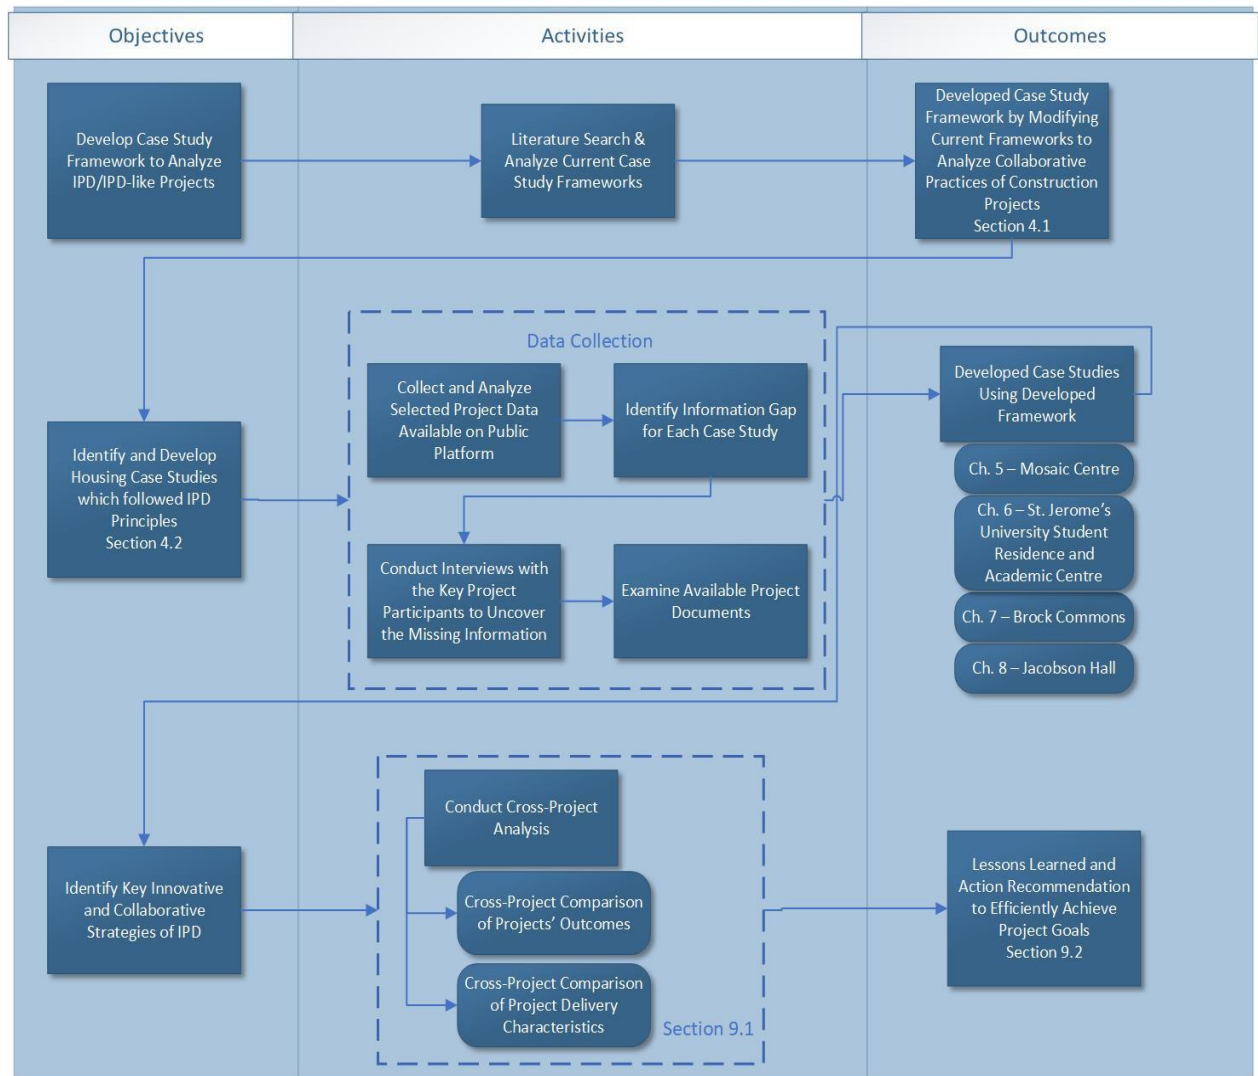 Objectives
Activities
Outcomes
Develop Case Study
Framework to Analyze
IPD/IPD-like Projects
Literature Search &
Analyze Current Case
Study Frameworks
Developed Case Study
Framework by Modifying
Current Frameworks to
Analyze Collaborative
Practices of Construction
Projects
Section 4.1
Identify and Develop
Housing Case Studies
which followed IPD
Principles
Section 4.2
Data Collection
Collect and Analyze
Selected Project Data
Available on Public
Platform
Identify Information Gap
for Each Case Study
Conduct Interviews with
the Key Project
Participants to Uncover
the Missing Information
Examine Available Project
Documents
Developed Case Studies
Using Developed
Framework
Ch. 5 – Mosaic Centre
Ch. 6 – St. Jerome's
University Student
Residence and
Academic Centre
Ch. 7 – Brock Commons
Ch. 8 – Jacobson Hall
Identify Key Innovative
and Collaborative
Strategies of IPD
Conduct Cross-Project
Analysis
Cross-Project Comparison
of Projects' Outcomes
Cross-Project Comparison
of Project Delivery
Characteristics
Section 9.1
Lessons Learned and
Action Recommendation
to Efficiently Achieve
Project Goals
Section 9.2